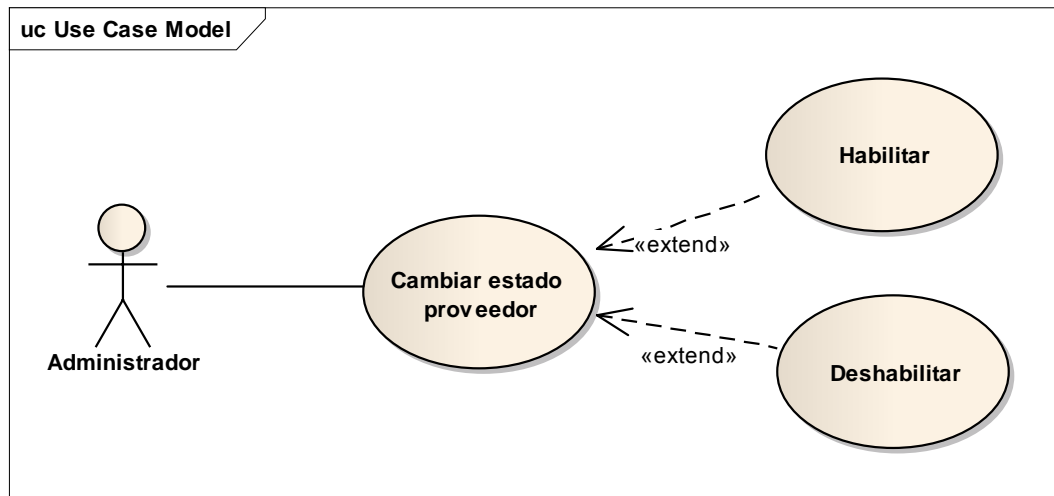 uc Use Case Model
Habilitar
«extend»
Cambiar estado
proveedor
Administrador
«extend»
Deshabilitar